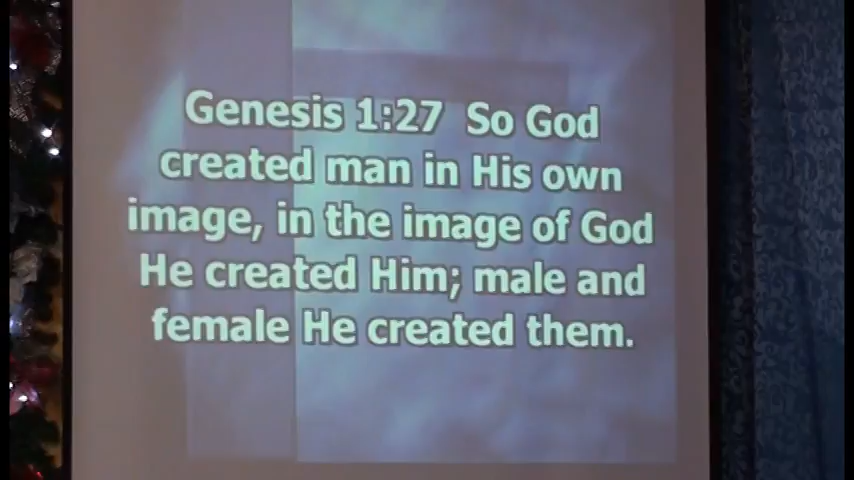 Genesis 1:27 So God
created man in His own
image, in the image of God
He created Him; male and
female He created them.